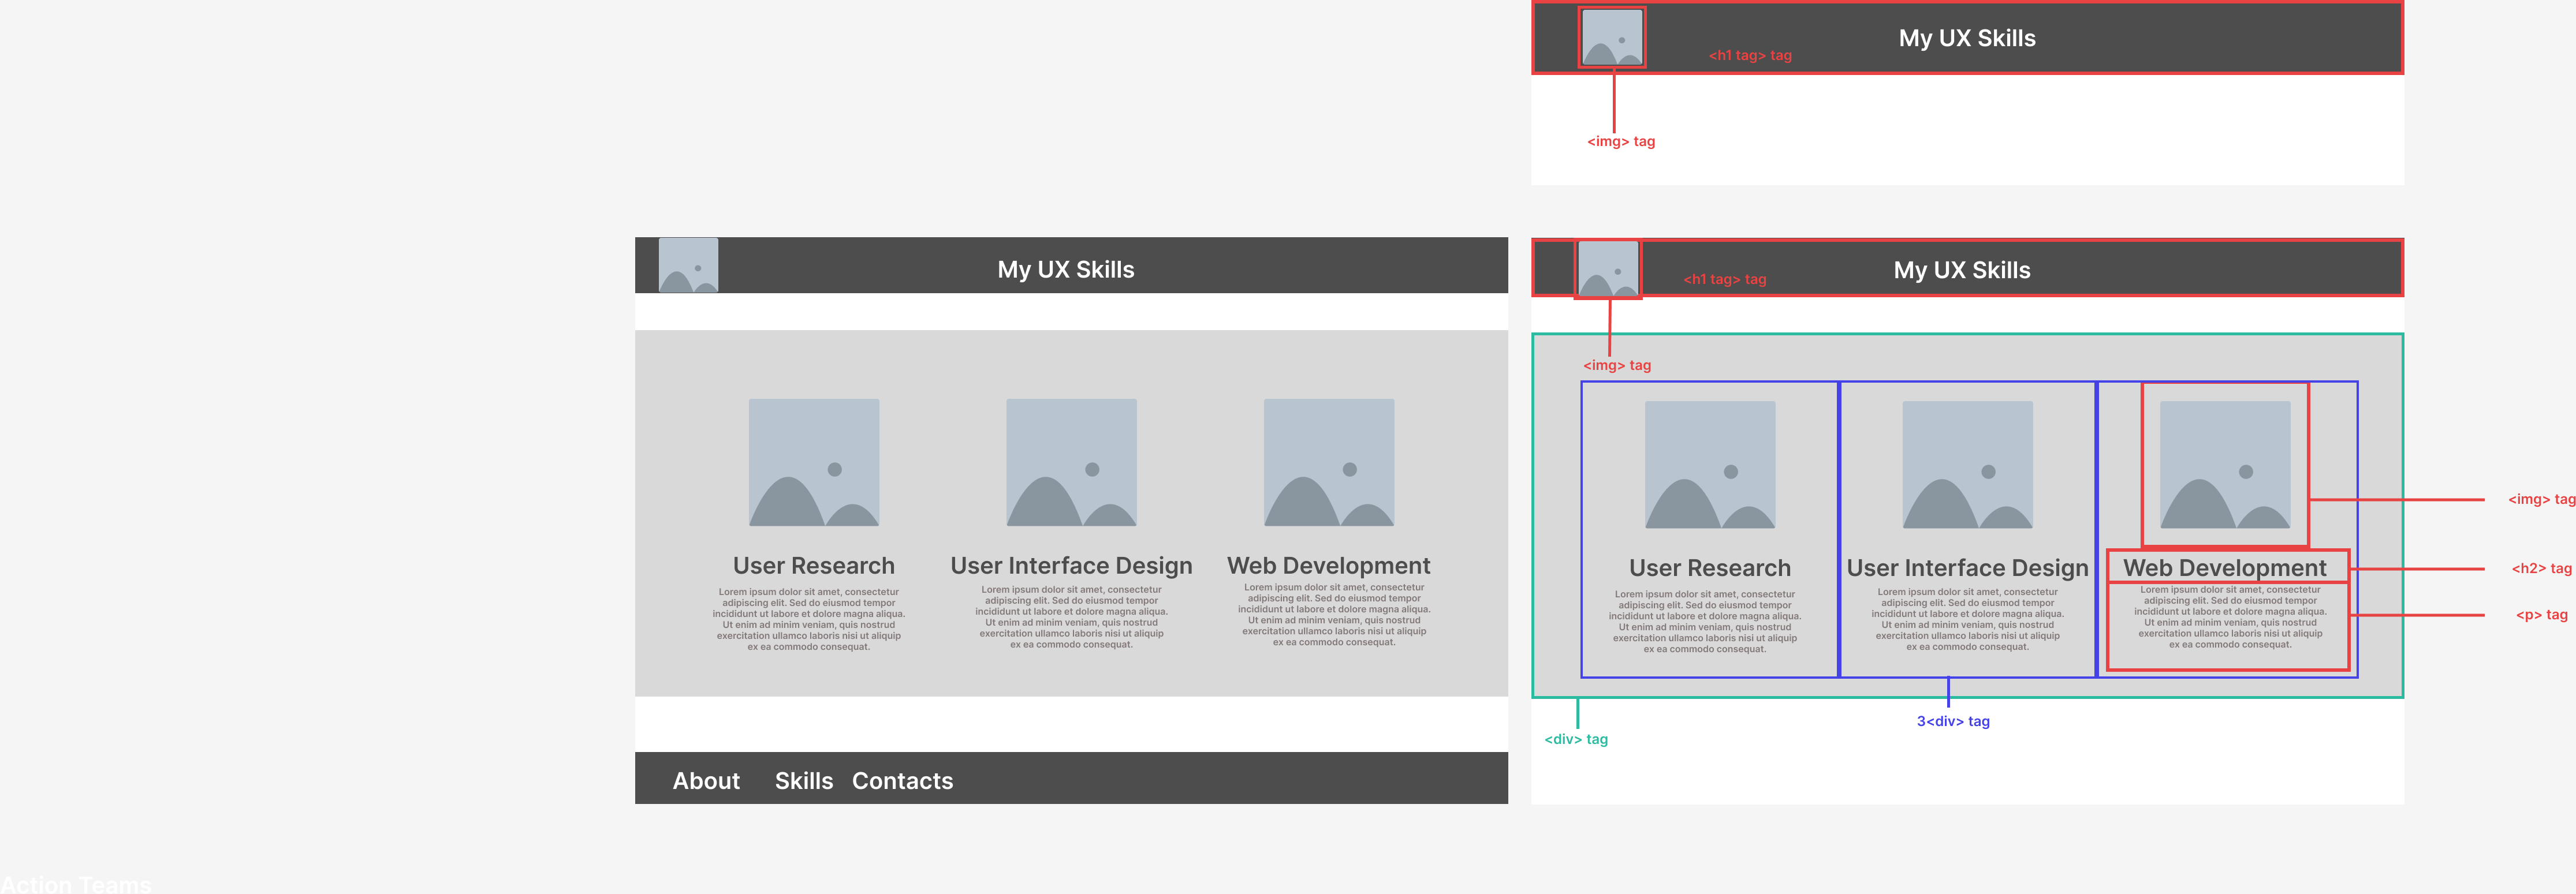 My UX Skills
<h1 tag> tag
<img> tag
My UX Skills
User Research
Lorem ipsum dolor sit amet, consectetur
adipiscing elit. Sed do eiusmod tempor
incididunt ut labore et dolore magna aliqua.
Ut enim ad minim veniam, quis nostrud
exercitation ullamco laboris nisi ut aliquip
ex ea commodo consequat.
User Interface Design
Lorem ipsum dolor sit amet, consectetur
adipiscing elit. Sed do eiusmod tempor
incididunt ut labore et dolore magna aliqua.
Ut enim ad minim veniam, quis nostrud
exercitation ullamco laboris nisi ut aliquip
ex ea commodo consequat.
Web Development
Lorem ipsum dolor sit amet, consectetur
adipiscing elit. Sed do eiusmod tempor
incididunt ut labore et dolore magna aliqua.
Ut enim ad minim veniam, quis nostrud
exercitation ullamco laboris nisi ut aliquip
ex ea commodo consequat.
About Skills Contacts
<h1 tag> tag
My UX Skills
<img> tag
User Research
Lorem ipsum dolor sit amet, consectetur
adipiscing elit. Sed do eiusmod tempor
incididunt ut labore et dolore magna aliqua.
Ut enim ad minim veniam, quis nostrud
exercitation ullamco laboris nisi ut aliquip
ex ea commodo consequat.
User Interface Design
Lorem ipsum dolor sit amet, consectetur
adipiscing elit. Sed do eiusmod tempor
incididunt ut labore et dolore magna aliqua.
Ut enim ad minim veniam, quis nostrud
exercitation ullamco laboris nisi ut aliquip
ex ea commodo consequat.
Web Development
Lorem ipsum dolor sit amet, consectetur
adipiscing elit. Sed do eiusmod tempor
incididunt ut labore et dolore magna aliqua.
Ut enim ad minim veniam, quis nostrud
exercitation ullamco laboris nisi ut aliquip
ex ea commodo consequat.
<img> tag
<h2> tag
<p> tag
3<div> tag
<div> tag
Action Teams